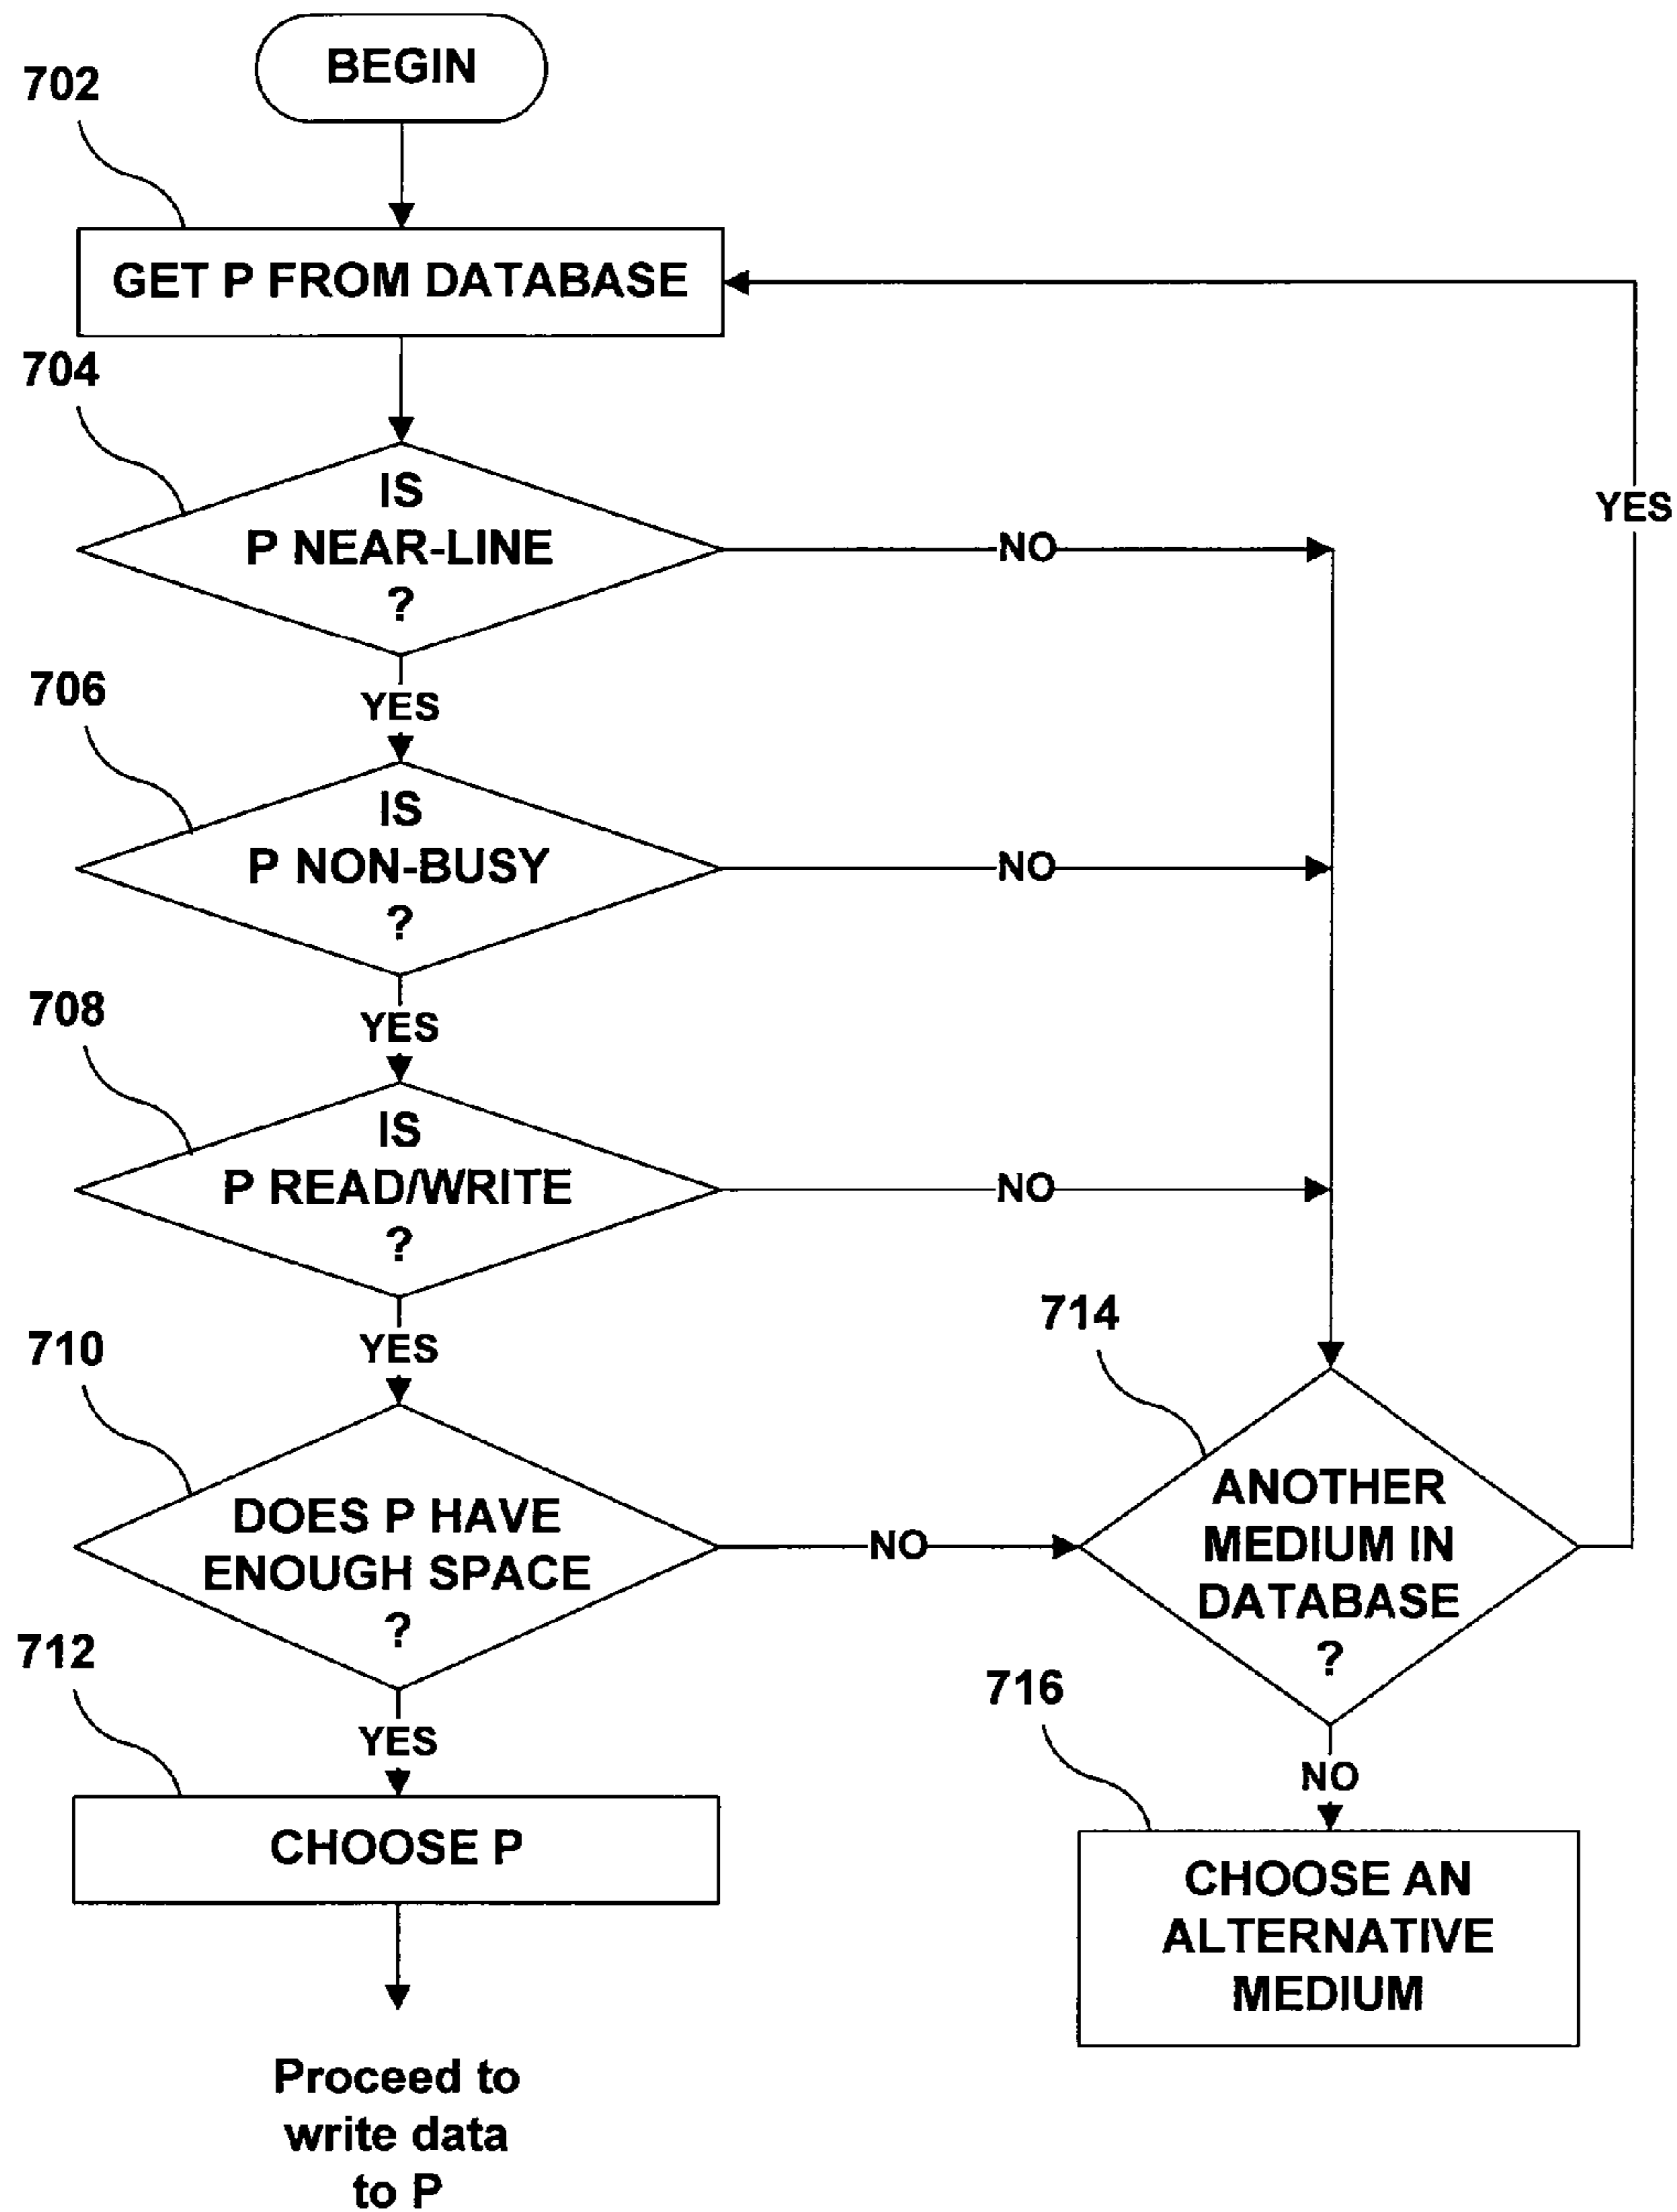 BEGIN
702
GET P FROM DATABASE
704
IS
P NEAR-LINE
?
NO
YES
YES
706
IS
P NON-BUSY
?
NO
YES
708
IS
P READ/WRITE
?
NO
YES
710
DOES P HAVE
ENOUGH SPACE
?
NO
714
ANOTHER
MEDIUM IN
DATABASE
?
YES
712
CHOOSE P
NO
716
CHOOSE AN
ALTERNATIVE
MEDIUM
Proceed to
write data
to P